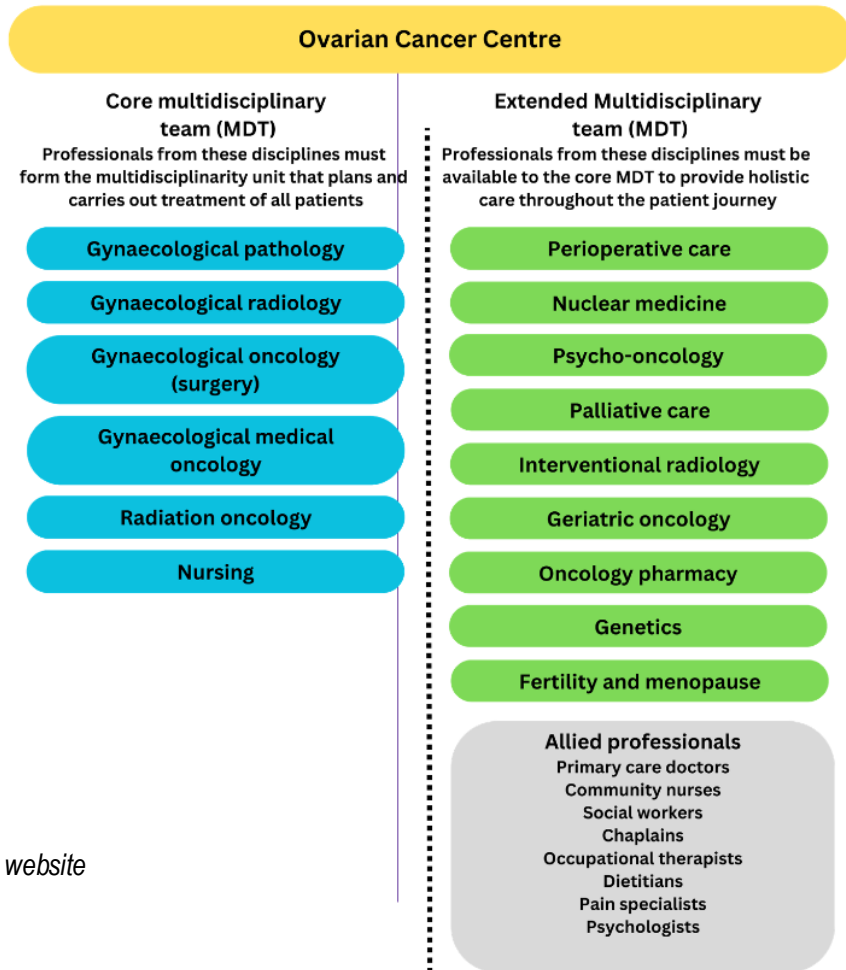 Ovarian Cancer Centre
Core multidisciplinary
team (MDT)
Professionals from these disciplines must
form the multidisciplinarity unit that plans and
carries out treatment of all patients
Gynaecological pathology
Gynaecological radiology
Gynaecological oncology
(surgery)
Gynaecological medical
oncology
Radiation oncology
Nursing
Extended Multidisciplinary
team (MDT)
Professionals from these disciplines must be
available to the core MDT to provide holistic
care throughout the patient journey
Perioperative care
Nuclear medicine
Psycho-oncology
Palliative care
Interventional radiology
Geriatric oncology
Oncology pharmacy
Genetics
Fertility and menopause
Allied professionals
Primary care doctors
Community nurses
Social workers
Chaplains
Occupational therapists
Dietitians
Pain specialists
Psychologists
website